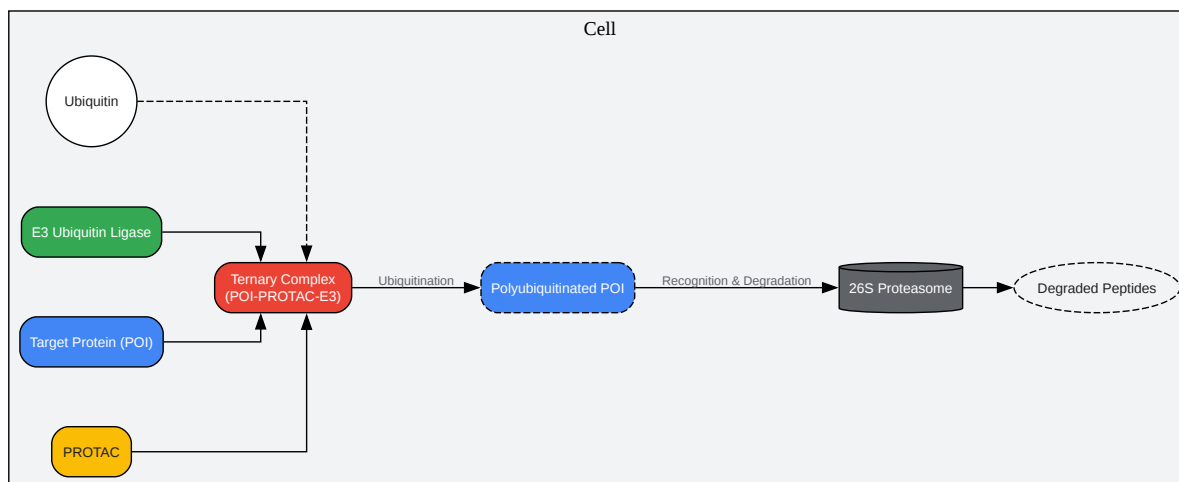 Cell
Ubiquitin
E3 Ubiquitin Ligase
Target Protein (POI)
PROTAC
Ternary Complex
(POI-PROTAC-E3)
Ubiquitination
Polyubiquitinated POI
Recognition & Degradation
26S Proteasome
Degraded Peptides